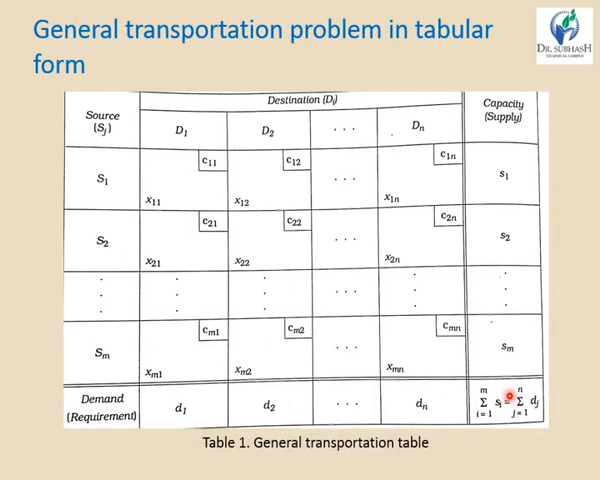 General transportation problem in tabular
form
DR. SUBHASH
TECHNICAL CAMPUS
Destination (Dj)
Source
(Sj)
D1 D2 . . . Dn
Capacity
(Supply)
S1 c11 x11 c12 x12 . . . c1n x1n s1
S2 c21 x21 c22 x22 . . . c2n x2n s2
Sm cm1 xm1 cm2 xm2 . . . cmn xmn sm
Demand
(Requirement)
d1 d2 . . . dn
m n
Σ si = Σ dj
i = 1 j = 1
Table 1. General transportation table